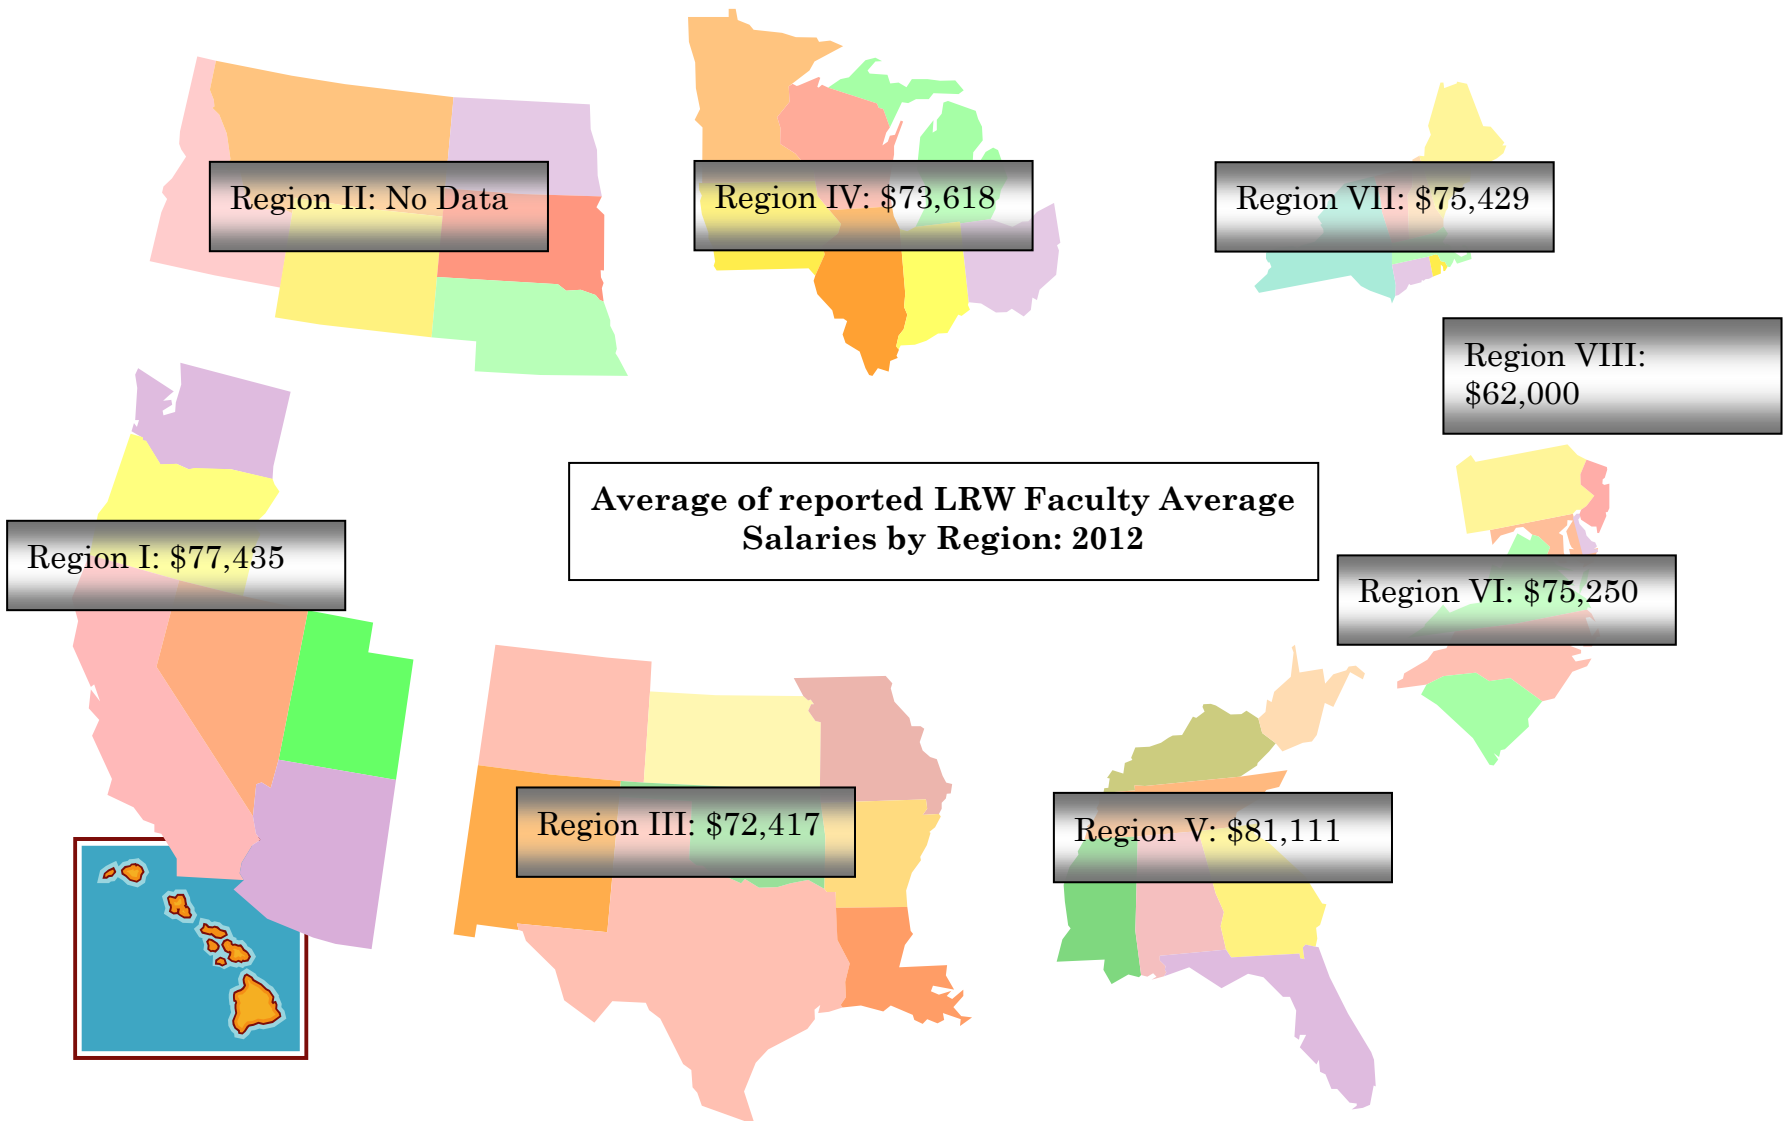 Region II: No Data
Region IV: $73,618
Region VII: $75,429
Region VIII:
$62,000
Average of reported LRW Faculty Average
Salaries by Region: 2012
Region I: $77,435
Region VI: $75,250
Region III: $72,417
Region V: $81,111